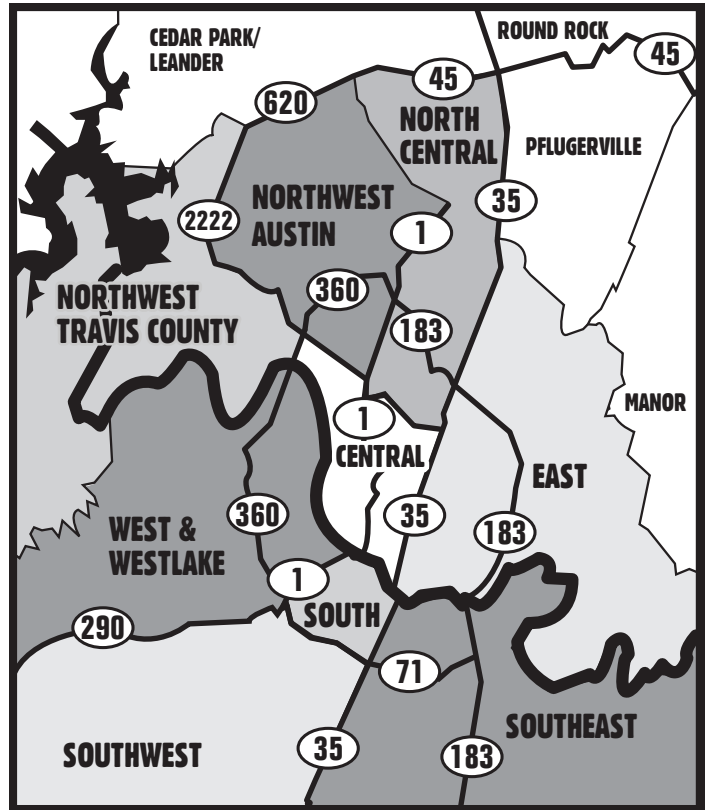 CEDAR PARK/
LEANDER
ROUND ROCK
45
45
620
NORTH
CENTRAL
PFLUGERVILLE
NORTHWEST
AUSTIN
35
2222
1
360
NORTHWEST
TRAVIS COUNTY
183
MANOR
1
CENTRAL
EAST
360
35
WEST &
WESTLAKE
183
1
SOUTH
290
71
SOUTHEAST
SOUTHWEST
35
183